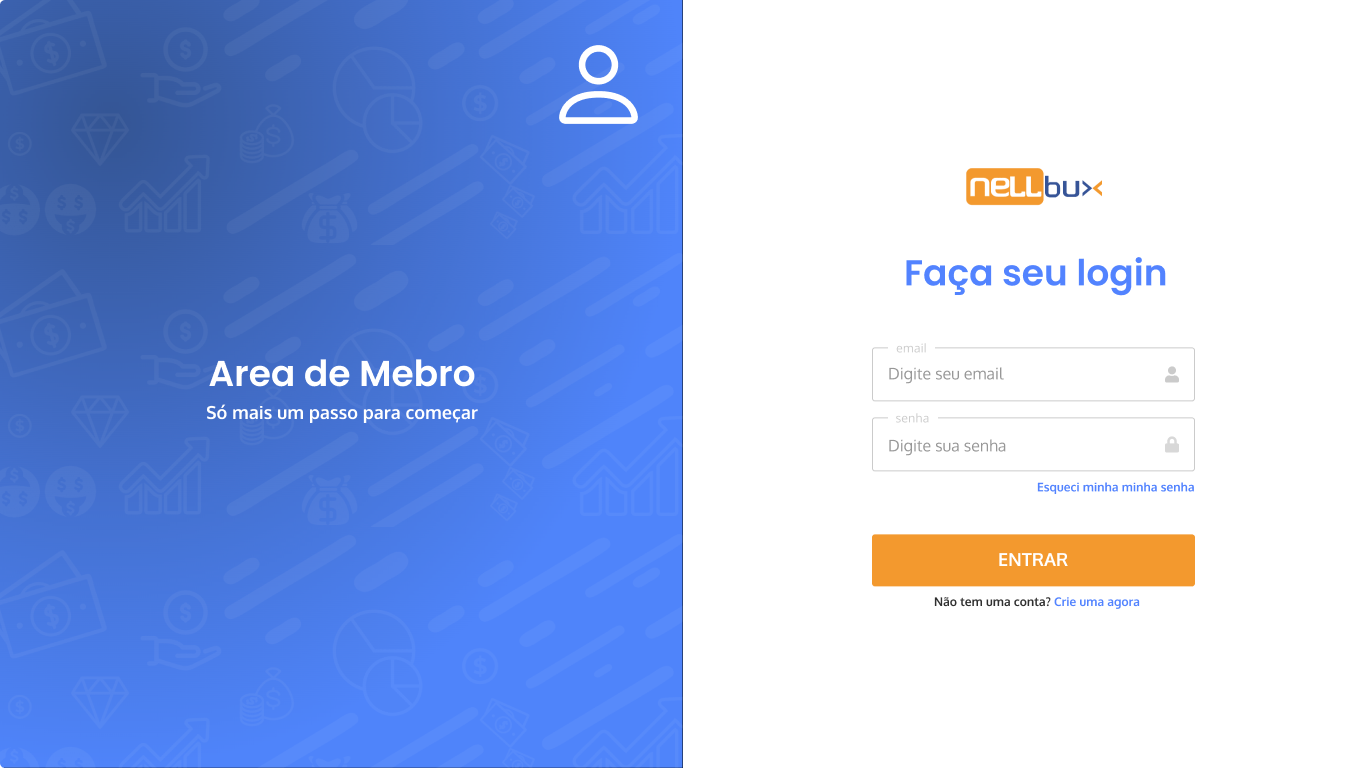 Area de Mebro
Só mais um passo para começar
nellbux
Faça seu login
email
Digite seu email
senha
Digite sua senha
Esqueci minha minha senha
ENTRAR
Não tem uma conta? Crie uma agora